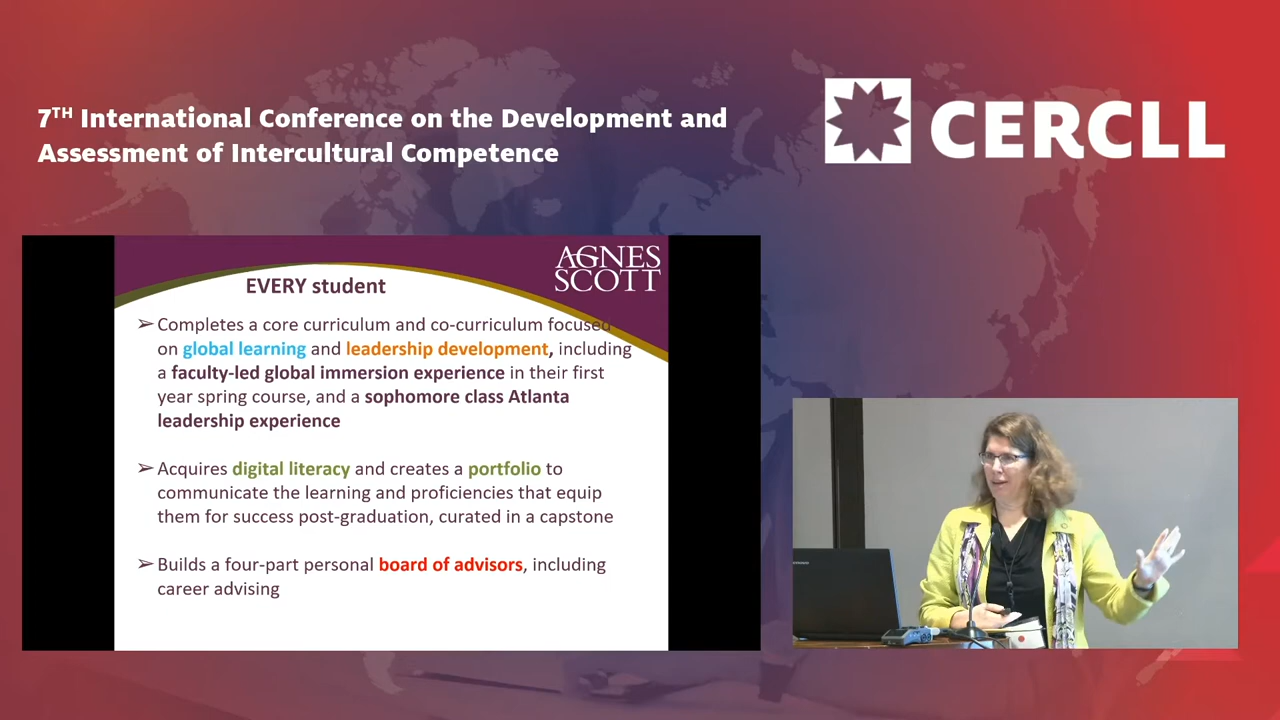 7TH International Conference on the Development and
Assessment of Intercultural Competence
CERCLL
AGNES
SCOTT
EVERY student
➢ Completes a core curriculum and co-curriculum focused
on global learning and leadership development, including
a faculty-led global immersion experience in their first
year spring course, and a sophomore class Atlanta
leadership experience
➢ Acquires digital literacy and creates a portfolio to
communicate the learning and proficiencies that equip
them for success post-graduation, curated in a capstone
➢ Builds a four-part personal board of advisors, including
career advising